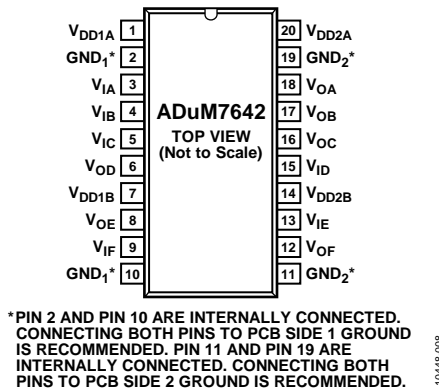 VDD1A 1 20 VDD2A
GND1* 2 19 GND2*
VIA 3 18 VOA
VIB 4 ADuM7642 17 VOB
TOP VIEW
(Not to Scale)
VIC 5 16 VOC
VOD 6 15 VID
VDD1B 7 14 VDD2B
VOE 8 13 VIE
VIF 9 12 VOF
GND1* 10 11 GND2*
*PIN 2 AND PIN 10 ARE INTERNALLY CONNECTED.
CONNECTING BOTH PINS TO PCB SIDE 1 GROUND
IS RECOMMENDED. PIN 11 AND PIN 19 ARE
INTERNALLY CONNECTED. CONNECTING BOTH
PINS TO PCB SIDE 2 GROUND IS RECOMMENDED.